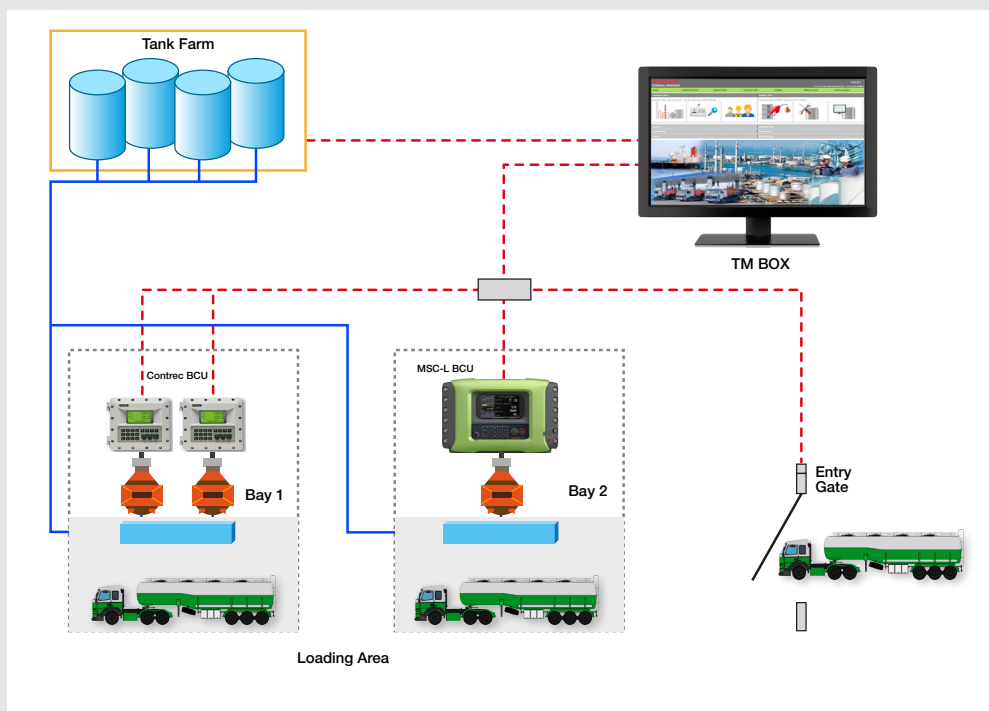 Tank Farm
TM BOX
Contrec BCU
MSC-L BCU
Bay 1
Bay 2
Entry
Gate
Loading Area